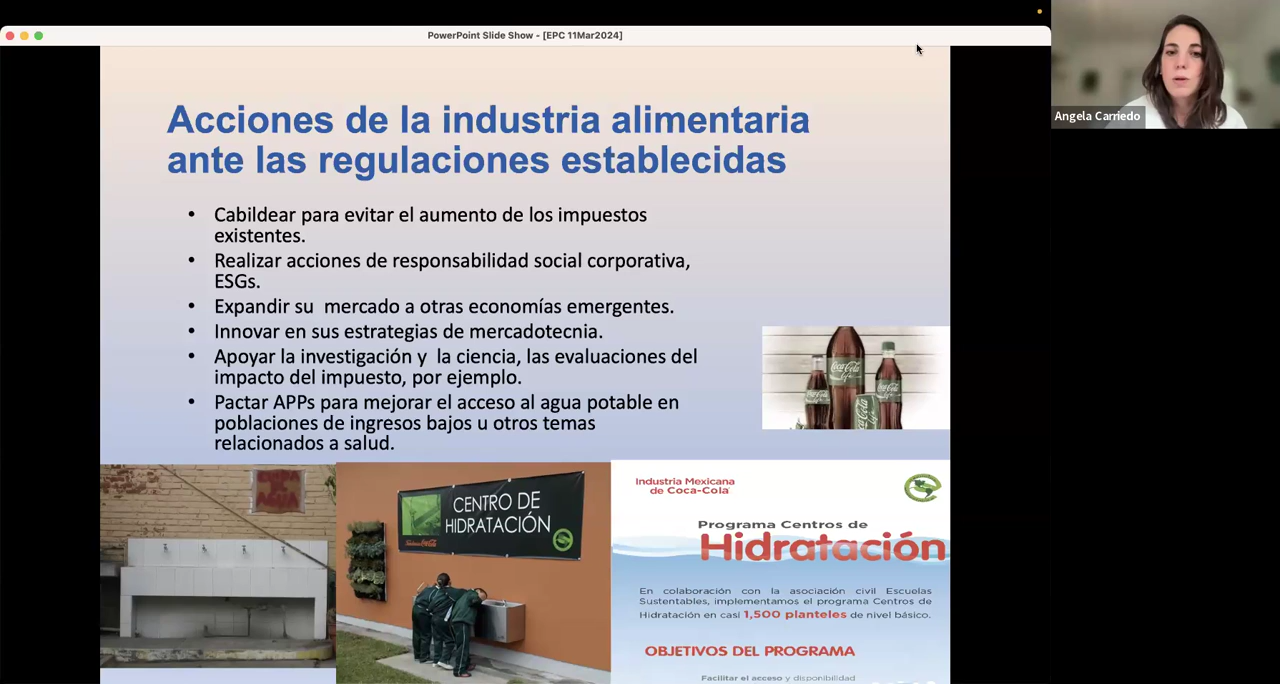 PowerPoint Slide Show - [EPC 11Mar2024]
Angela Carriedo
Acciones de la industria alimentaria
ante las regulaciones establecidas
• Cabildear para evitar el aumento de los impuestos
existentes.
• Realizar acciones de responsabilidad social corporativa,
ESGs.
• Expandir su  mercado a otras economías emergentes.
• Innovar en sus estrategias de mercadotecnia.
• Apoyar la investigación y  la ciencia, las evaluaciones del
impacto del impuesto, por ejemplo.
• Pactar APPs para mejorar el acceso al agua potable en
poblaciones de ingresos bajos u otros temas
relacionados a salud.
Coca-Cola
life
CENTRO DE
HIDRATACIÓN
Industria Mexicana
de Coca-Cola
Programa Centros de
Hidratación
En colaboración con la asociación civil Escuelas
Sustentables, implementamos el programa Centros de
Hidratación en casi 1,500 planteles de nivel básico.
OBJETIVOS DEL PROGRAMA
Facilitar el acceso y disponibilidad